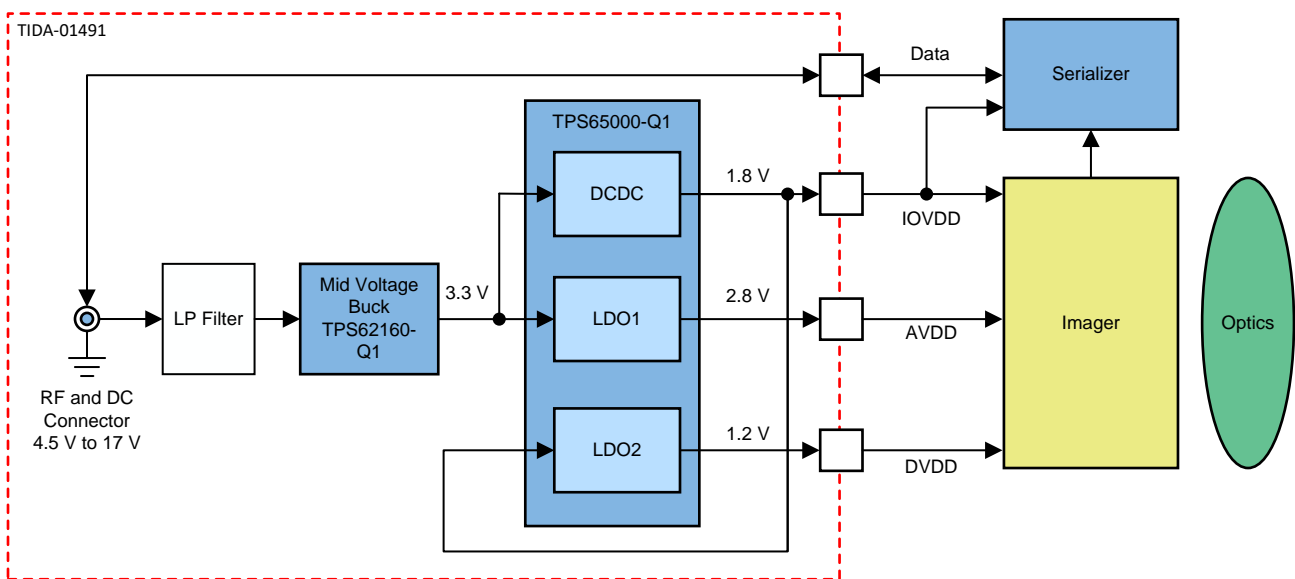 TIDA-01491
Data
Serializer
TPS65000-Q1
DCDC
1.8 V
IOVDD
Mid Voltage
Buck
TPS62160-
Q1
3.3 V
LP Filter
LDO1
2.8 V
AVDD
Imager
Optics
RF and DC
Connector
4.5 V to 17 V
LDO2
1.2 V
DVDD